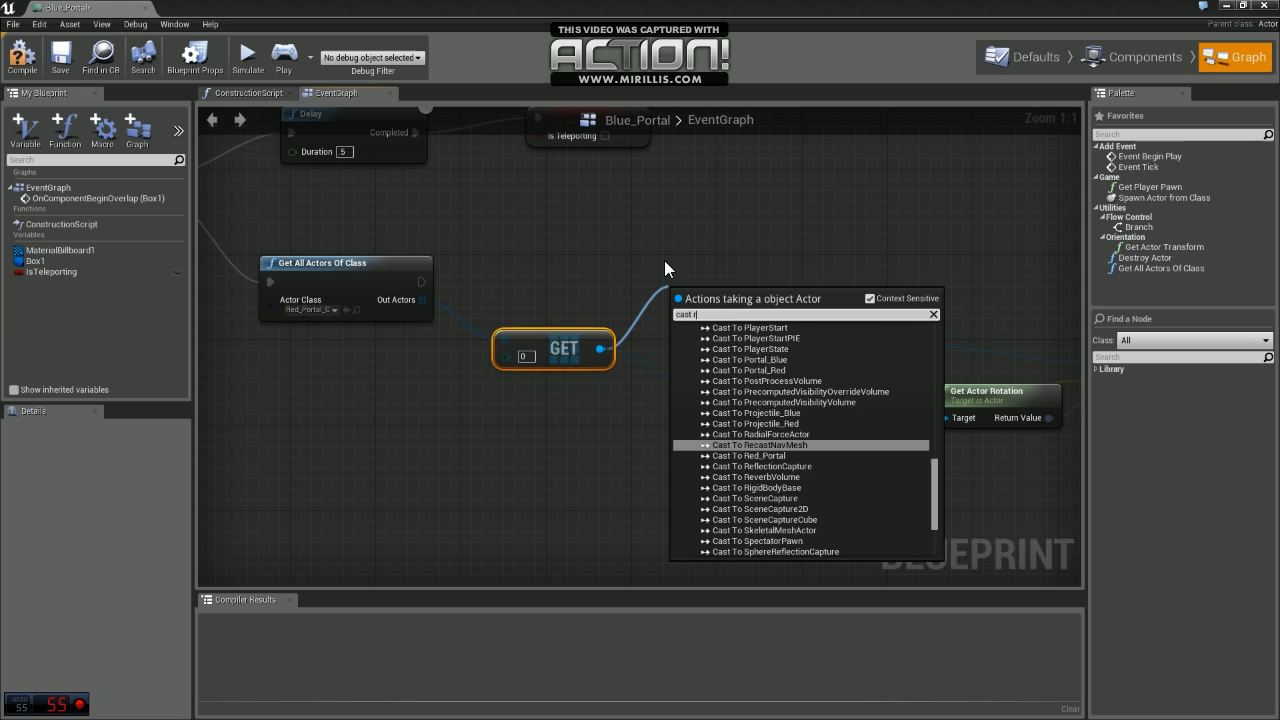 Blue_Portal*
File Edit Asset View Debug Window Help
Parent class: Actor
THIS VIDEO WAS CAPTURED WITH
ACTION!
WWW.MIRILLIS.COM
Compile
Save
Find in CB
Search
Blueprint Props
Simulate
Play
No debug object selected
Debug Filter
Defaults
Components
Graph
My Blueprint
Variable
Function
Macro
Graph
Search
Graphs
EventGraph
OnComponentBeginOverlap (Box1)
Functions
ConstructionScript
Variables
MaterialBillboard1
Box1
IsTeleporting
Show inherited variables
Details
ConstructionScript
EventGraph
Blue_Portal > EventGraph
Zoom 1:1
Delay
Completed
Duration .5
Is Teleporting
Get All Actors Of Class
Actor Class
Red_Portal_C
Out Actors
0
GET
Actions taking a object Actor
Context Sensitive
cast r
Cast To PlayerStart
Cast To PlayerStartPIE
Cast To PlayerState
Cast To Portal_Blue
Cast To Portal_Red
Cast To PostProcessVolume
Cast To PrecomputedVisibilityOverrideVolume
Cast To PrecomputedVisibilityVolume
Cast To Projectile_Blue
Cast To Projectile_Red
Cast To RadialForceActor
Cast To RecastNavMesh
Cast To Red_Portal
Cast To ReflectionCapture
Cast To ReverbVolume
Cast To RigidBodyBase
Cast To SceneCapture
Cast To SceneCapture2D
Cast To SceneCaptureCube
Cast To SkeletalMeshActor
Cast To SpectatorPawn
Cast To SphereReflectionCapture
Get Actor Rotation
Target is Actor
Target
Return Value
BLUEPRINT
Compiler Results
Clear
Palette
Favorites
Search
Add Event
Event Begin Play
Event Tick
Game
Get Player Pawn
Spawn Actor from Class
Utilities
Flow Control
Branch
Orientation
Get Actor Transform
Destroy Actor
Get All Actors Of Class
Find a Node
Class: All
Search
Library
55
55